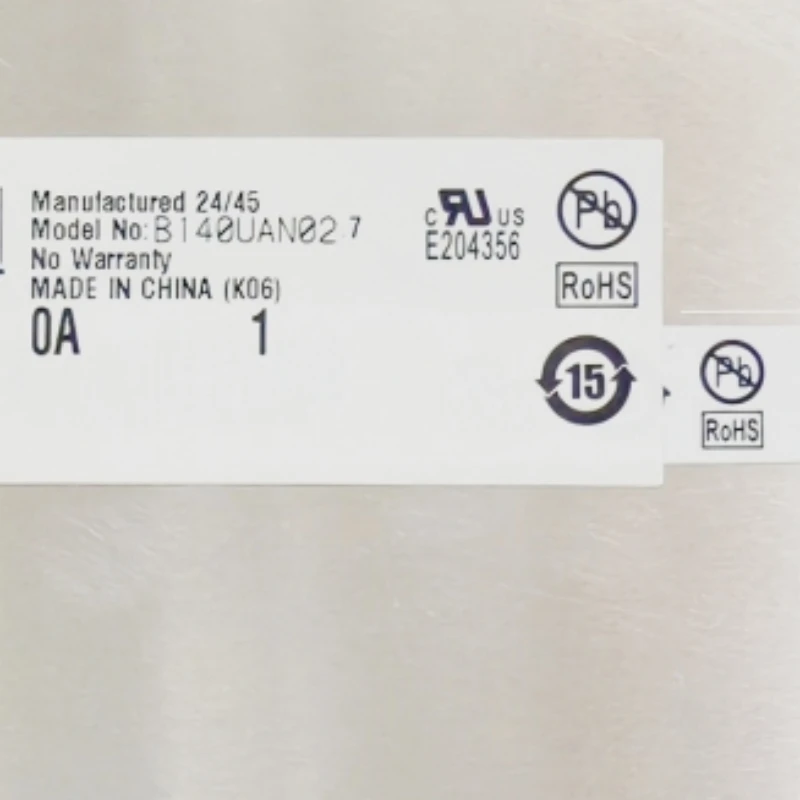 Manufactured 24/45
Model No: B140UAN02.7
No Warranty
MADE IN CHINA (K06)
0A 1
c RU US
E204356
Pb
RoHS
15
Pb
RoHS